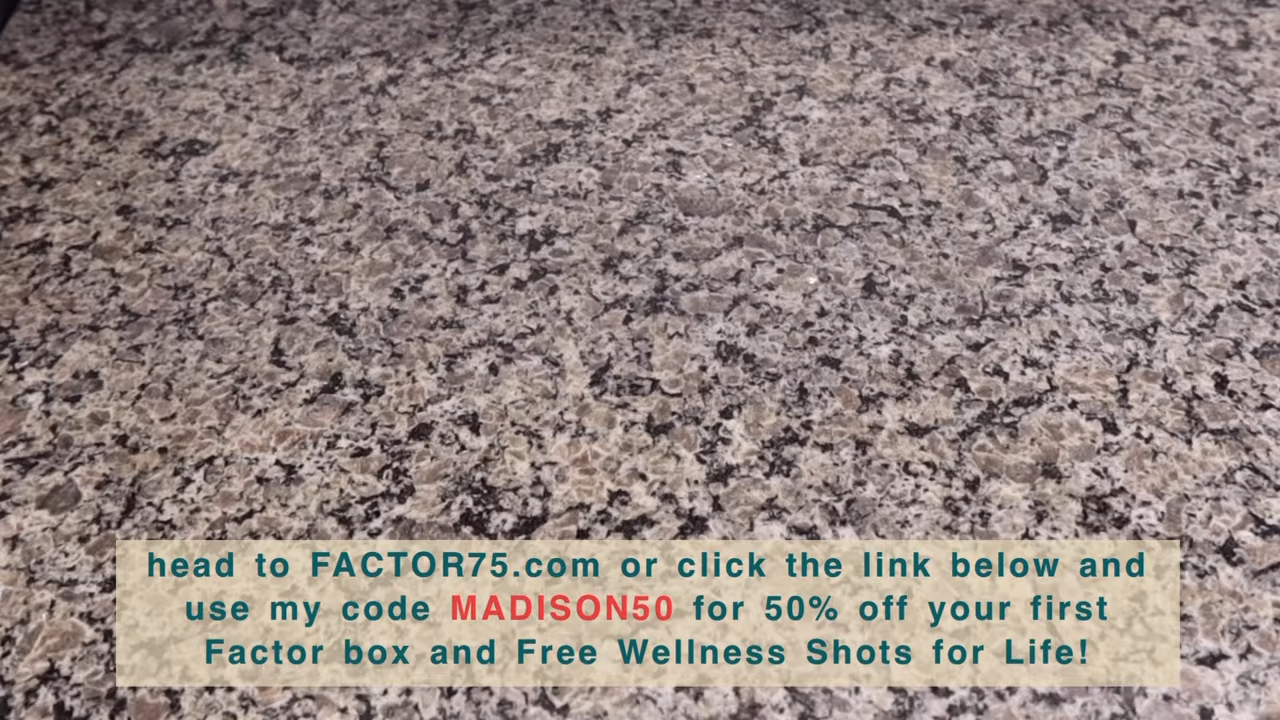 head to FACTOR75.com or click the link below and
use my code MADISON50 for 50% off your first
Factor box and Free Wellness Shots for Life!